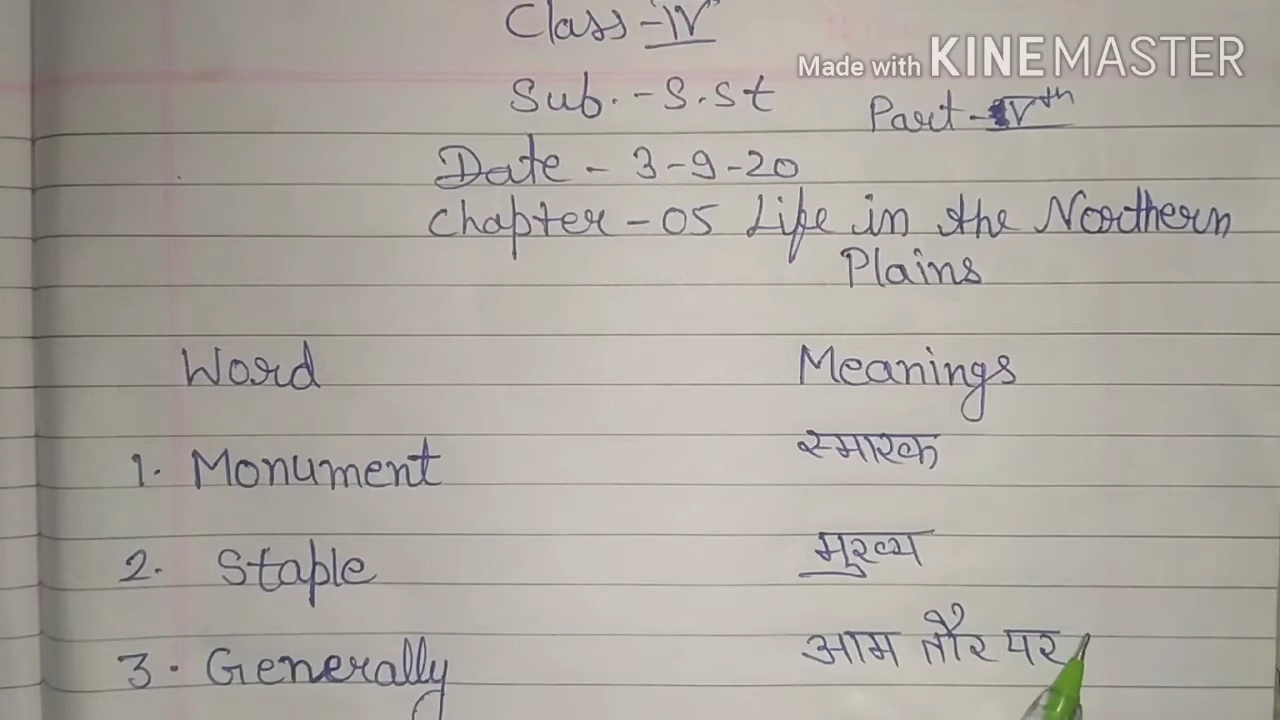 Class - IV
Made with KINEMASTER
Sub. - S.St
Part - Vth
Date - 3-9-20
Chapter - 05 Life in the Northern
Plains
Word Meanings
1. Monument स्मारक
2. Staple मुख्य
3. Generally आम तौर पर